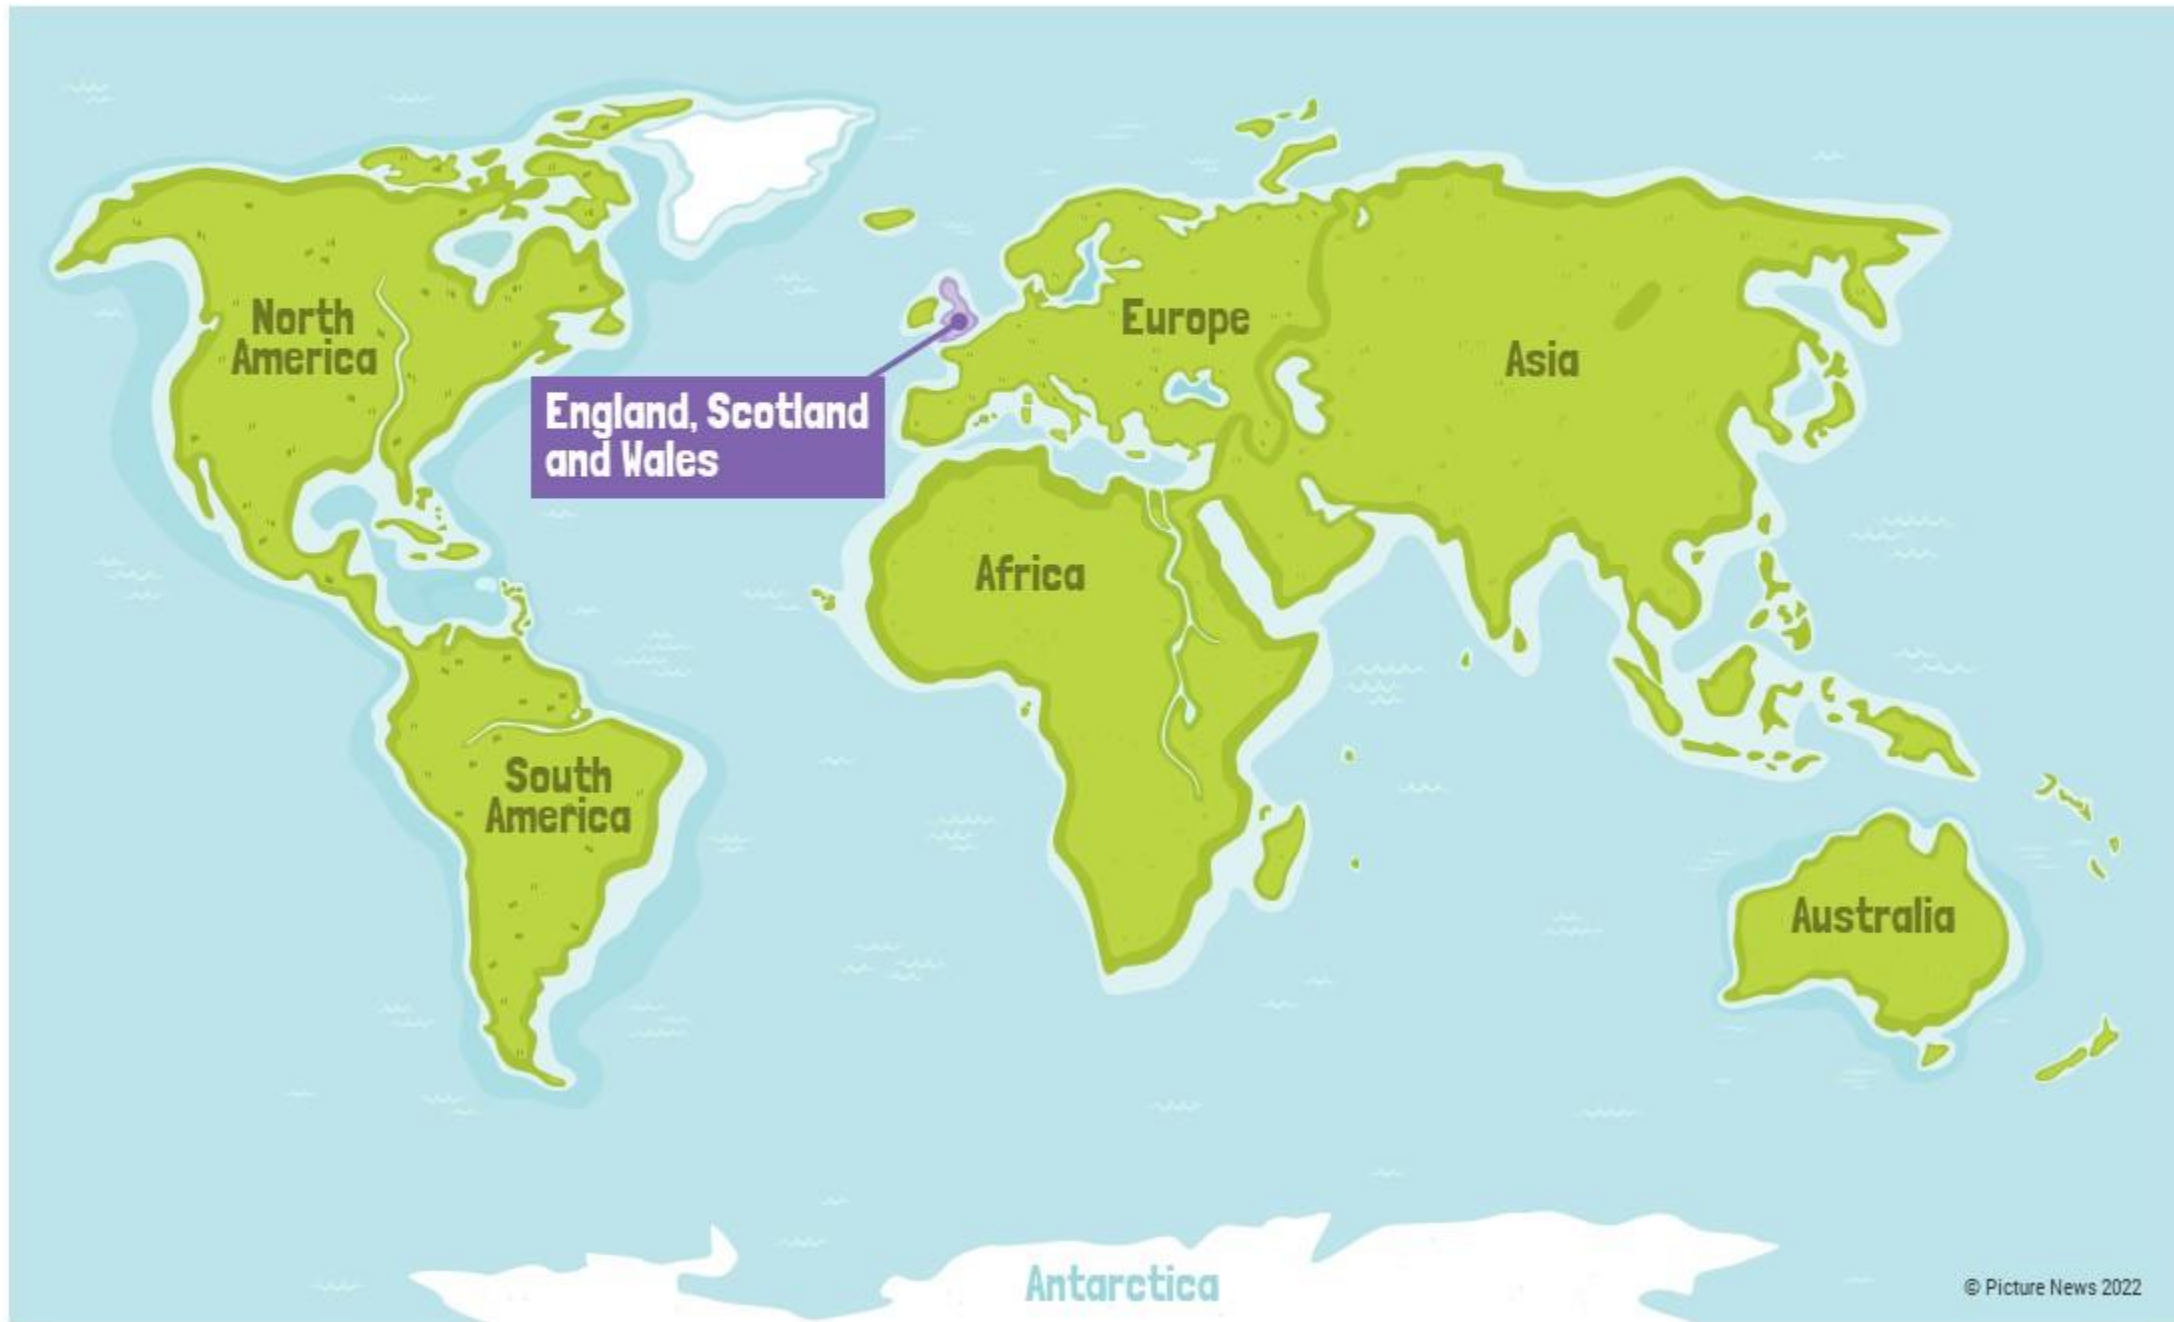 North
America
Europe
Asia
England, Scotland
and Wales
Africa
South
America
Australia
Antarctica
© Picture News 2022